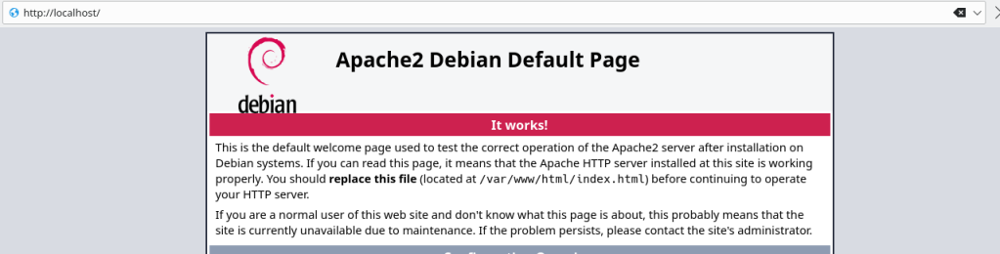 http://localhost/
Apache2 Debian Default Page
debian
It works!
This is the default welcome page used to test the correct operation of the Apache2 server after installation on
Debian systems. If you can read this page, it means that the Apache HTTP server installed at this site is working
properly. You should replace this file (located at /var/www/html/index.html) before continuing to operate
your HTTP server.
If you are a normal user of this web site and don't know what this page is about, this probably means that the
site is currently unavailable due to maintenance. If the problem persists, please contact the site's administrator.